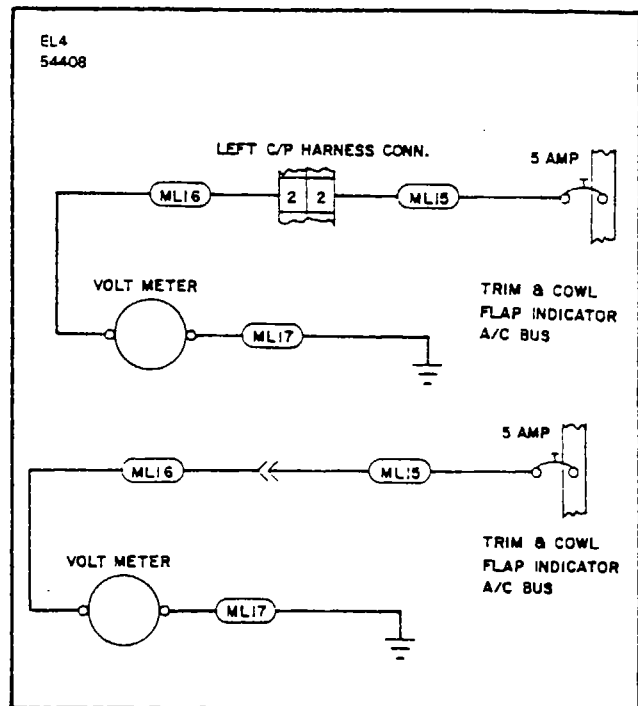 EL4
54408
LEFT C/P HARNESS CONN.
5 AMP
ML16
2 2
ML15
VOLT METER
TRIM & COWL
FLAP INDICATOR
A/C BUS
ML17
5 AMP
ML16
ML15
VOLT METER
TRIM & COWL
FLAP INDICATOR
A/C BUS
ML17